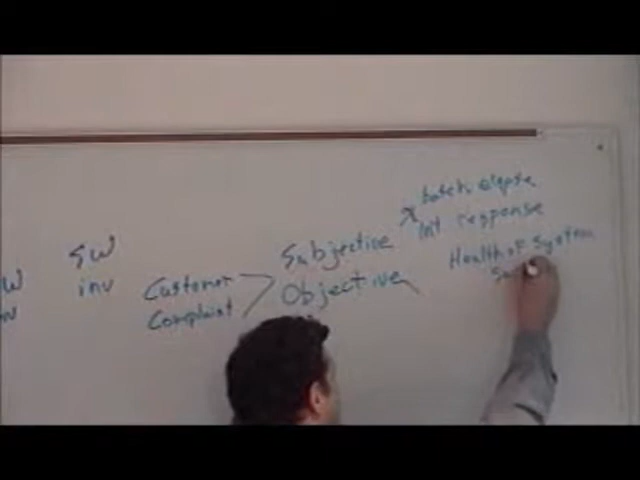 SW
inv
W
Customer
Complaint
Subjective
Objective
batch elapse
int response
Health of System